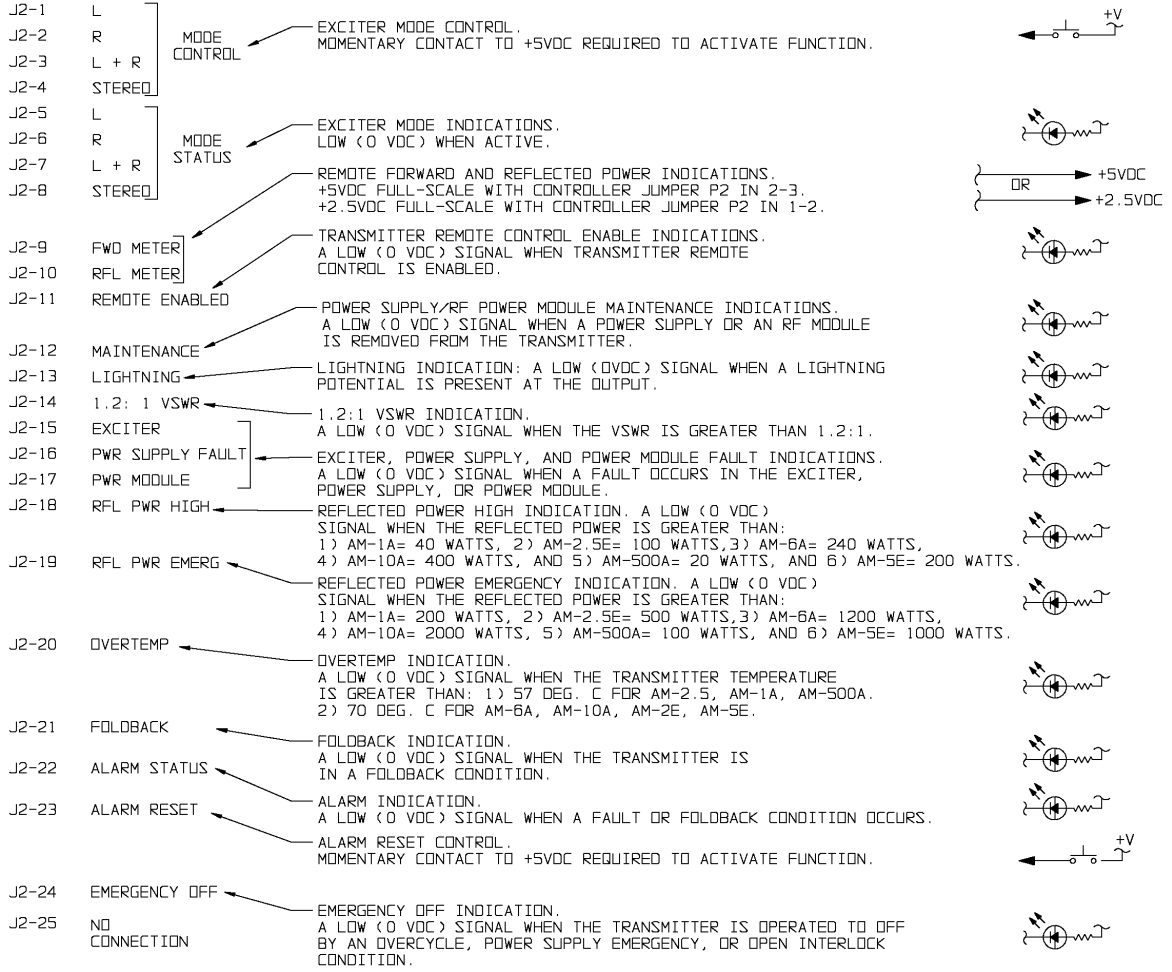 J2-1 L
J2-2 R
J2-3 L + R
J2-4 STEREO
MODE
CONTROL
EXCITER MODE CONTROL.
MOMENTARY CONTACT TO +5VDC REQUIRED TO ACTIVATE FUNCTION.
+V
J2-5 L
J2-6 R
J2-7 L + R
J2-8 STEREO
MODE
STATUS
EXCITER MODE INDICATIONS.
LOW (0 VDC) WHEN ACTIVE.
REMOTE FORWARD AND REFLECTED POWER INDICATIONS.
+5VDC FULL-SCALE WITH CONTROLLER JUMPER P2 IN 2-3.
+2.5VDC FULL-SCALE WITH CONTROLLER JUMPER P2 IN 1-2.
+5VDC
OR
+2.5VDC
J2-9 FWD METER
J2-10 RFL METER
TRANSMITTER REMOTE CONTROL ENABLE INDICATIONS.
A LOW (0 VDC) SIGNAL WHEN TRANSMITTER REMOTE
CONTROL IS ENABLED.
J2-11 REMOTE ENABLED
POWER SUPPLY/RF POWER MODULE MAINTENANCE INDICATIONS.
A LOW (0 VDC) SIGNAL WHEN A POWER SUPPLY OR AN RF MODULE
IS REMOVED FROM THE TRANSMITTER.
J2-12 MAINTENANCE
J2-13 LIGHTNING
LIGHTNING INDICATION: A LOW (0VDC) SIGNAL WHEN A LIGHTNING
POTENTIAL IS PRESENT AT THE OUTPUT.
J2-14 1.2: 1 VSWR
1.2:1 VSWR INDICATION.
A LOW (0 VDC) SIGNAL WHEN THE VSWR IS GREATER THAN 1.2:1.
J2-15 EXCITER
J2-16 PWR SUPPLY FAULT
J2-17 PWR MODULE
EXCITER, POWER SUPPLY, AND POWER MODULE FAULT INDICATIONS.
A LOW (0 VDC) SIGNAL WHEN A FAULT OCCURS IN THE EXCITER,
POWER SUPPLY, OR POWER MODULE.
J2-18 RFL PWR HIGH
REFLECTED POWER HIGH INDICATION. A LOW (0 VDC)
SIGNAL WHEN THE REFLECTED POWER IS GREATER THAN:
1) AM-1A= 40 WATTS, 2) AM-2.5E= 100 WATTS,3) AM-6A= 240 WATTS,
4) AM-10A= 400 WATTS, AND 5) AM-500A= 20 WATTS, AND 6) AM-5E= 200 WATTS.
J2-19 RFL PWR EMERG
REFLECTED POWER EMERGENCY INDICATION. A LOW (0 VDC)
SIGNAL WHEN THE REFLECTED POWER IS GREATER THAN:
1) AM-1A= 200 WATTS, 2) AM-2.5E= 500 WATTS,3) AM-6A= 1200 WATTS,
4) AM-10A= 2000 WATTS, 5) AM-500A= 100 WATTS, AND 6) AM-5E= 1000 WATTS.
J2-20 OVERTEMP
OVERTEMP INDICATION.
A LOW (0 VDC) SIGNAL WHEN THE TRANSMITTER TEMPERATURE
IS GREATER THAN: 1) 57 DEG. C FOR AM-2.5, AM-1A, AM-500A.
2) 70 DEG. C FOR AM-6A, AM-10A, AM-2E, AM-5E.
J2-21 FOLDBACK
FOLDBACK INDICATION.
A LOW (0 VDC) SIGNAL WHEN THE TRANSMITTER IS
IN A FOLDBACK CONDITION.
J2-22 ALARM STATUS
ALARM INDICATION.
A LOW (0 VDC) SIGNAL WHEN A FAULT OR FOLDBACK CONDITION OCCURS.
J2-23 ALARM RESET
ALARM RESET CONTROL.
MOMENTARY CONTACT TO +5VDC REQUIRED TO ACTIVATE FUNCTION.
+V
J2-24 EMERGENCY OFF
EMERGENCY OFF INDICATION.
A LOW (0 VDC) SIGNAL WHEN THE TRANSMITTER IS OPERATED TO OFF
BY AN OVERCYCLE, POWER SUPPLY EMERGENCY, OR OPEN INTERLOCK
CONDITION.
J2-25 NO
CONNECTION